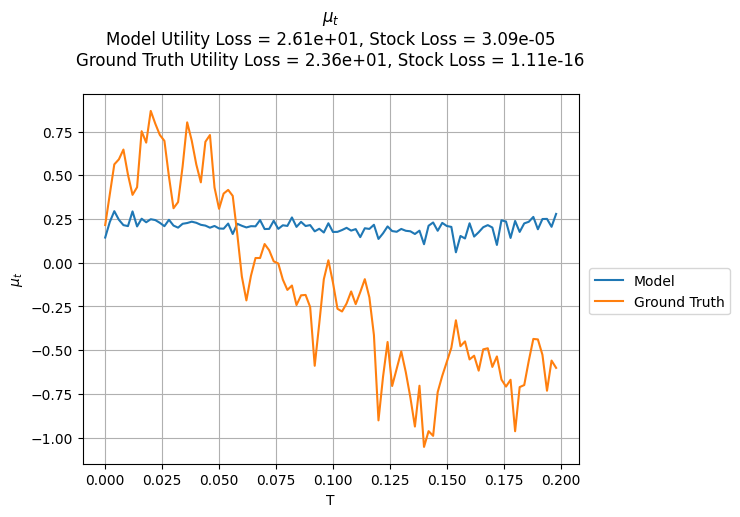 μₜ
Model Utility Loss = 2.61e+01, Stock Loss = 3.09e-05
Ground Truth Utility Loss = 2.36e+01, Stock Loss = 1.11e-16
0.75
0.50
0.25
0.00
−0.25
−0.50
−0.75
−1.00
μₜ
0.000 0.025 0.050 0.075 0.100 0.125 0.150 0.175 0.200
T
Model
Ground Truth